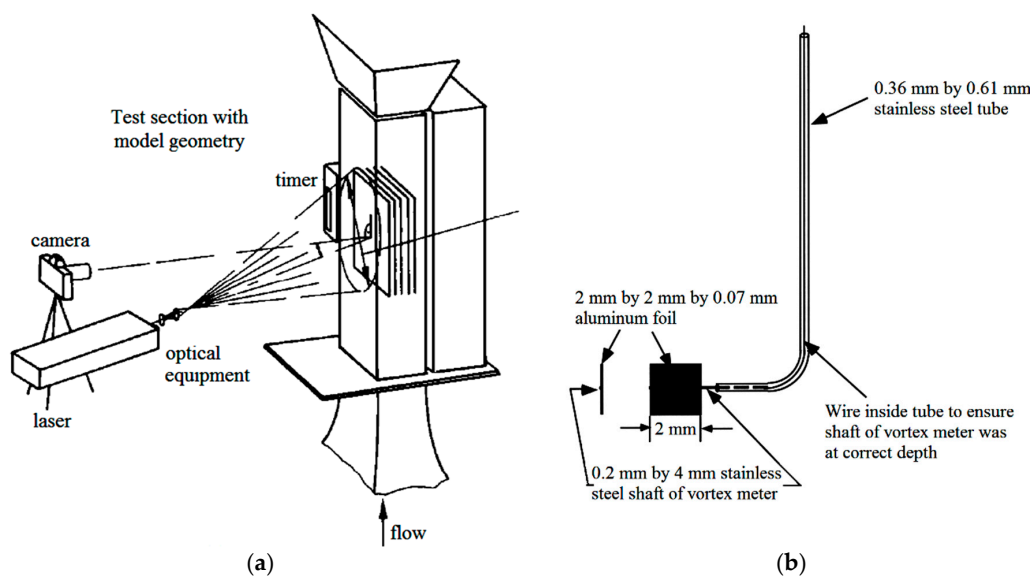 Test section with
model geometry
timer
camera
optical
equipment
laser
flow
(a)
0.36 mm by 0.61 mm
stainless steel tube
2 mm by 2 mm by 0.07 mm
aluminum foil
2 mm
Wire inside tube to ensure
shaft of vortex meter was
at correct depth
0.2 mm by 4 mm stainless
steel shaft of vortex meter
(b)